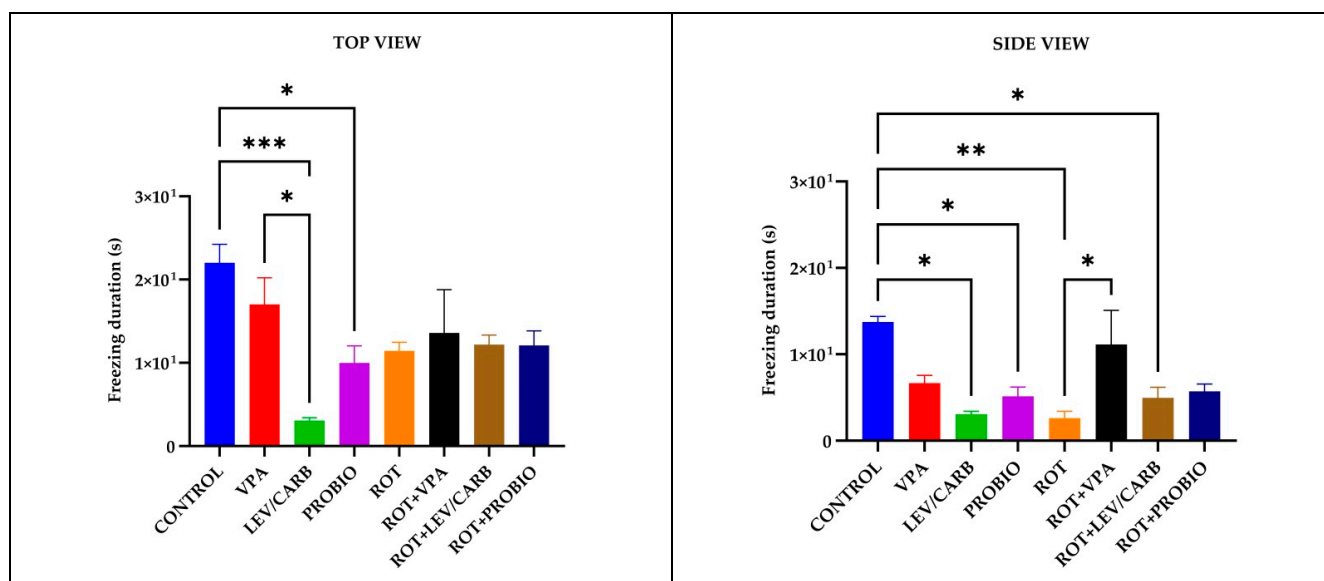 TOP VIEW
*
***
*
3×10¹
2×10¹
1×10¹
0
Freezing duration (s)
CONTROL
VPA
LEV/CARB
PROBIO
ROT
ROT+VPA
ROT+LEV/CARB
ROT+PROBIO
SIDE VIEW
*
**
*
*
*
3×10¹
2×10¹
1×10¹
0
Freezing duration (s)
CONTROL
VPA
LEV/CARB
PROBIO
ROT
ROT+VPA
ROT+LEV/CARB
ROT+PROBIO